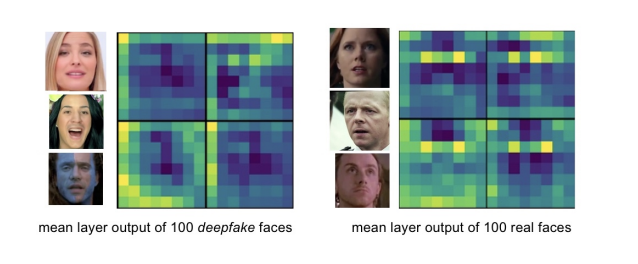 mean layer output of 100 deepfake faces
mean layer output of 100 real faces